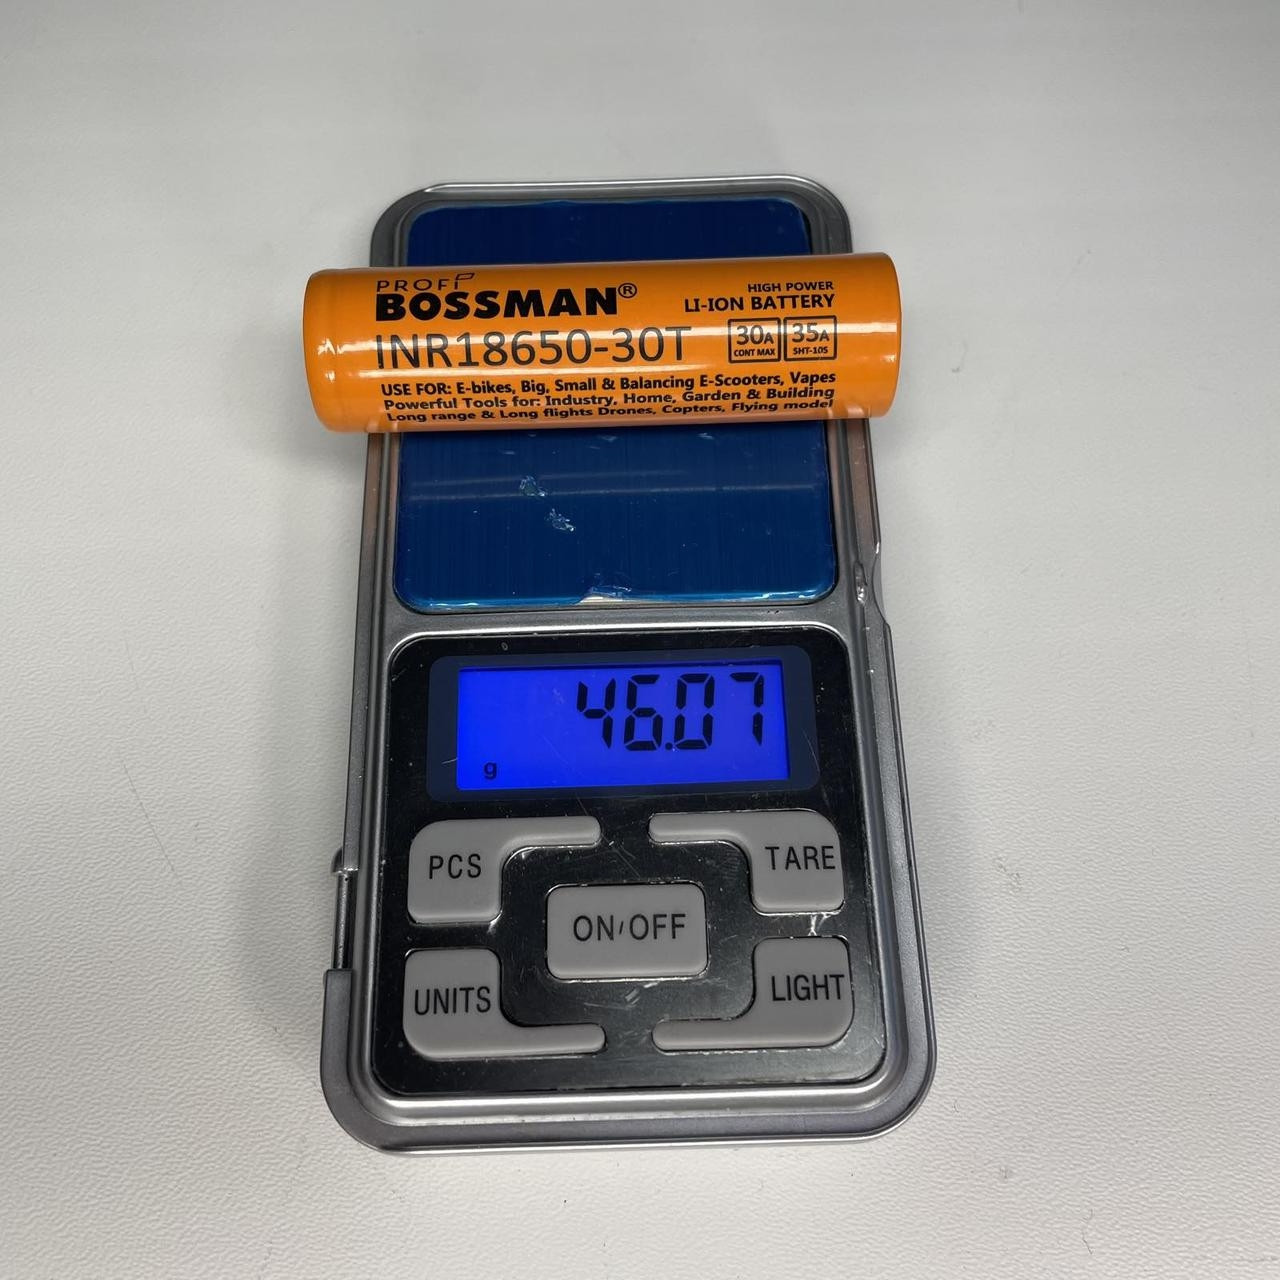 PROFI
BOSSMAN®
HIGH POWER
LI-ION BATTERY
INR18650-30T
30A
CONT MAX
35A
5HT-10S
USE FOR: E-bikes, Big, Small & Balancing E-Scooters, Vapes
Powerful Tools for: Industry, Home, Garden & Building
Long range & Long flights Drones, Copters, Flying model
46.07
g
PCS
TARE
ON/OFF
UNITS
LIGHT